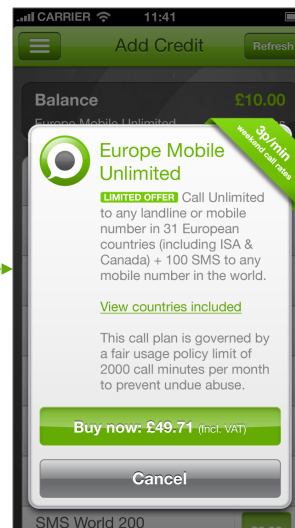 CARRIER 11:41
Add Credit Refresh
Balance £10.00
Europe Mobile Unlimited
3p/min
weekend call rates
Europe Mobile
Unlimited
LIMITED OFFER Call Unlimited
to any landline or mobile
number in 31 European
countries (including ISA &
Canada) + 100 SMS to any
mobile number in the world.
View countries included
This call plan is governed by
a fair usage policy limit of
2000 call minutes per month
to prevent undue abuse.
Buy now: £49.71 (Incl. VAT)
Cancel
SMS World 200